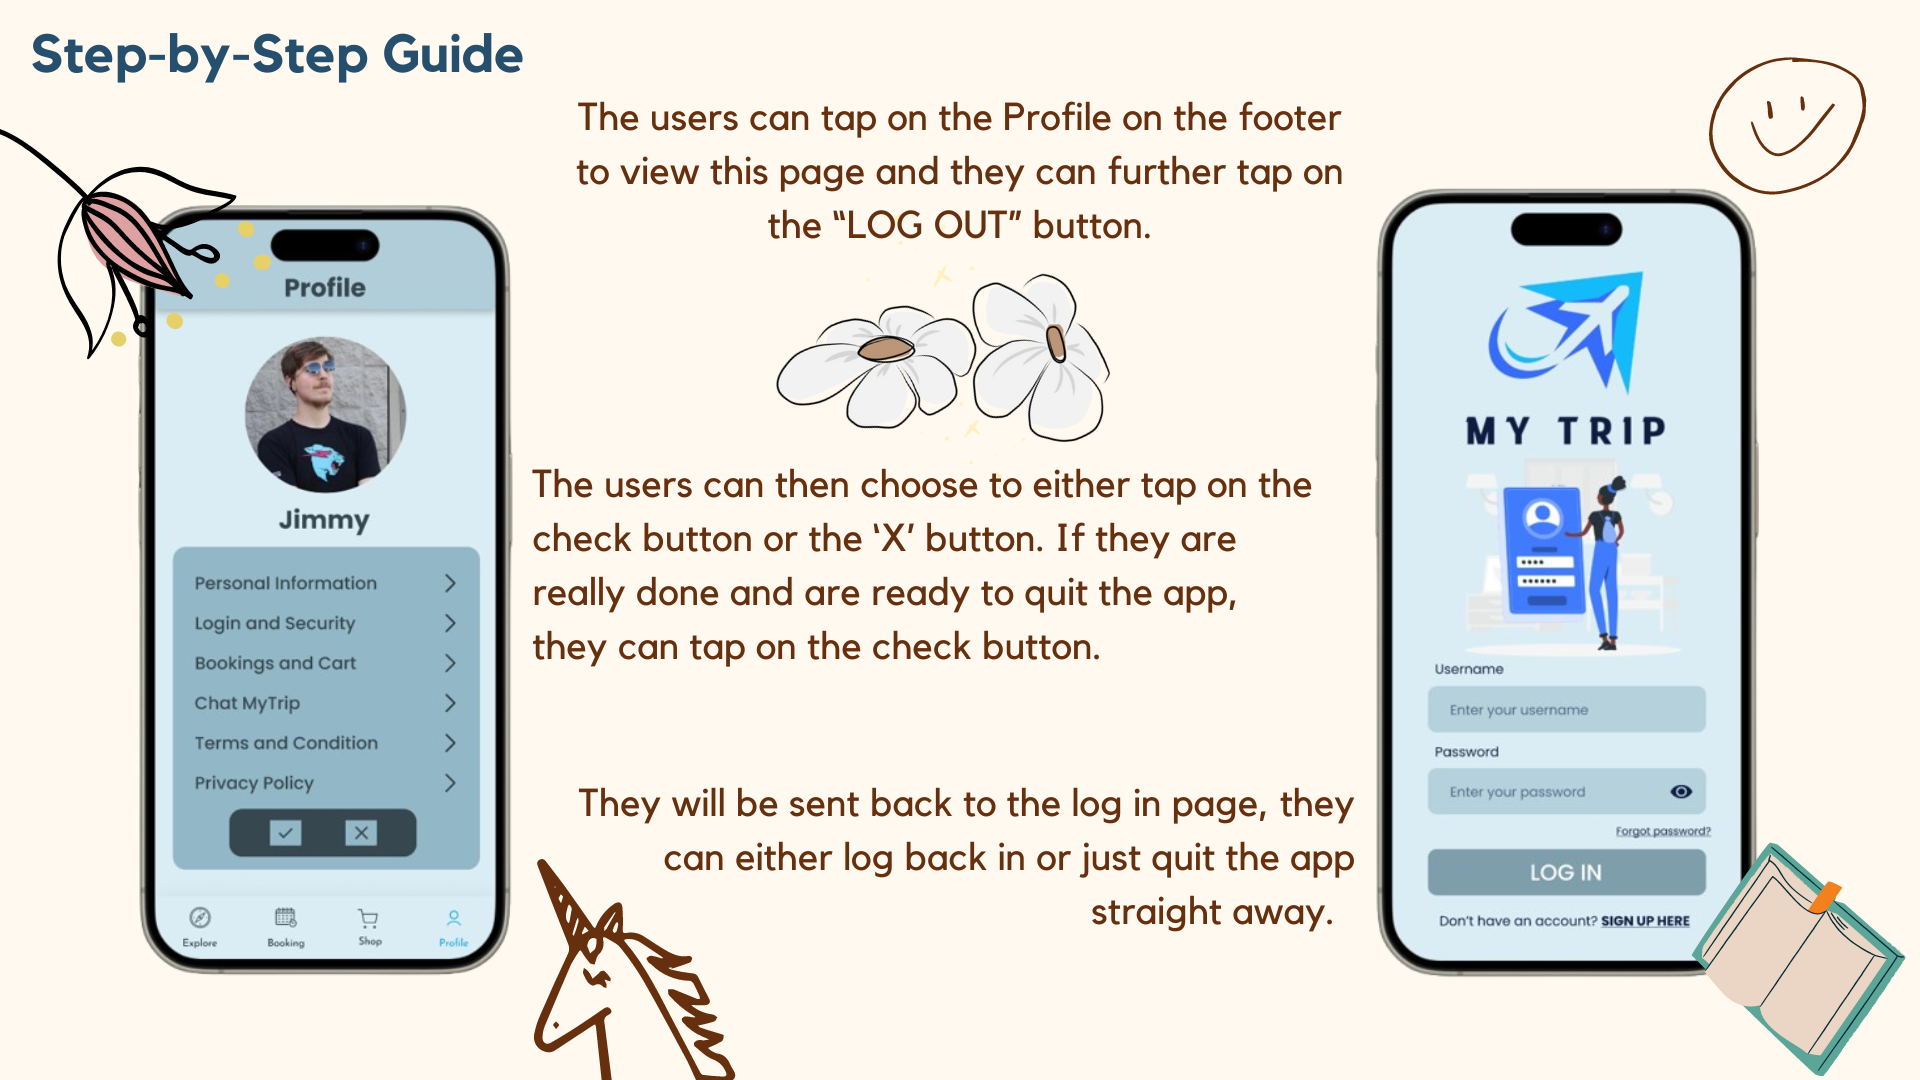 Step-by-Step Guide
The users can tap on the Profile on the footer
to view this page and they can further tap on
the “LOG OUT” button.
Profile
Jimmy
Personal Information
Login and Security
Bookings and Cart
Chat MyTrip
Terms and Condition
Privacy Policy
Explore
Booking
Shop
Profile
The users can then choose to either tap on the
check button or the ‘X’ button. If they are
really done and are ready to quit the app,
they can tap on the check button.
They will be sent back to the log in page, they
can either log back in or just quit the app
straight away.
MY TRIP
Username
Enter your username
Password
Enter your password
Forgot password?
LOG IN
Don't have an account? SIGN UP HERE